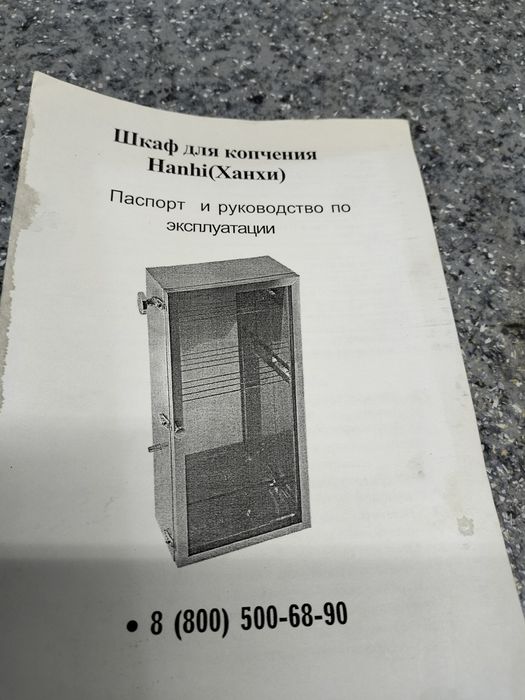 Шкаф для копчения
Hanhi(Ханхи)
Паспорт и руководство по
эксплуатации
• 8 (800) 500-68-90